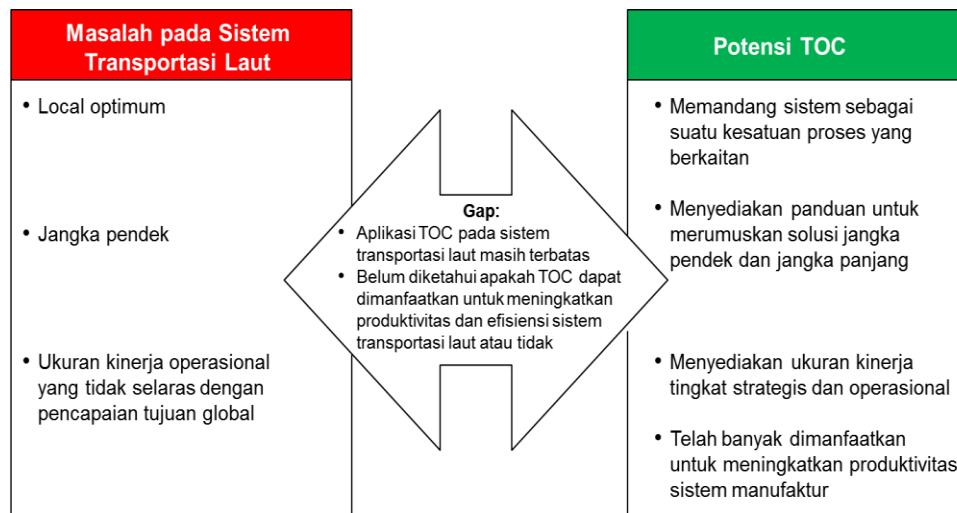 Masalah pada Sistem
Transportasi Laut
• Local optimum
• Jangka pendek
• Ukuran kinerja operasional
yang tidak selaras dengan
pencapaian tujuan global
Gap:
• Aplikasi TOC pada sistem
transportasi laut masih terbatas
• Belum diketahui apakah TOC dapat
dimanfaatkan untuk meningkatkan
produktivitas dan efisiensi sistem
transportasi laut atau tidak
Potensi TOC
• Memandang sistem sebagai
suatu kesatuan proses yang
berkaitan
• Menyediakan panduan untuk
merumuskan solusi jangka
pendek dan jangka panjang
• Menyediakan ukuran kinerja
tingkat strategis dan operasional
• Telah banyak dimanfaatkan
untuk meningkatkan produktivitas
sistem manufaktur